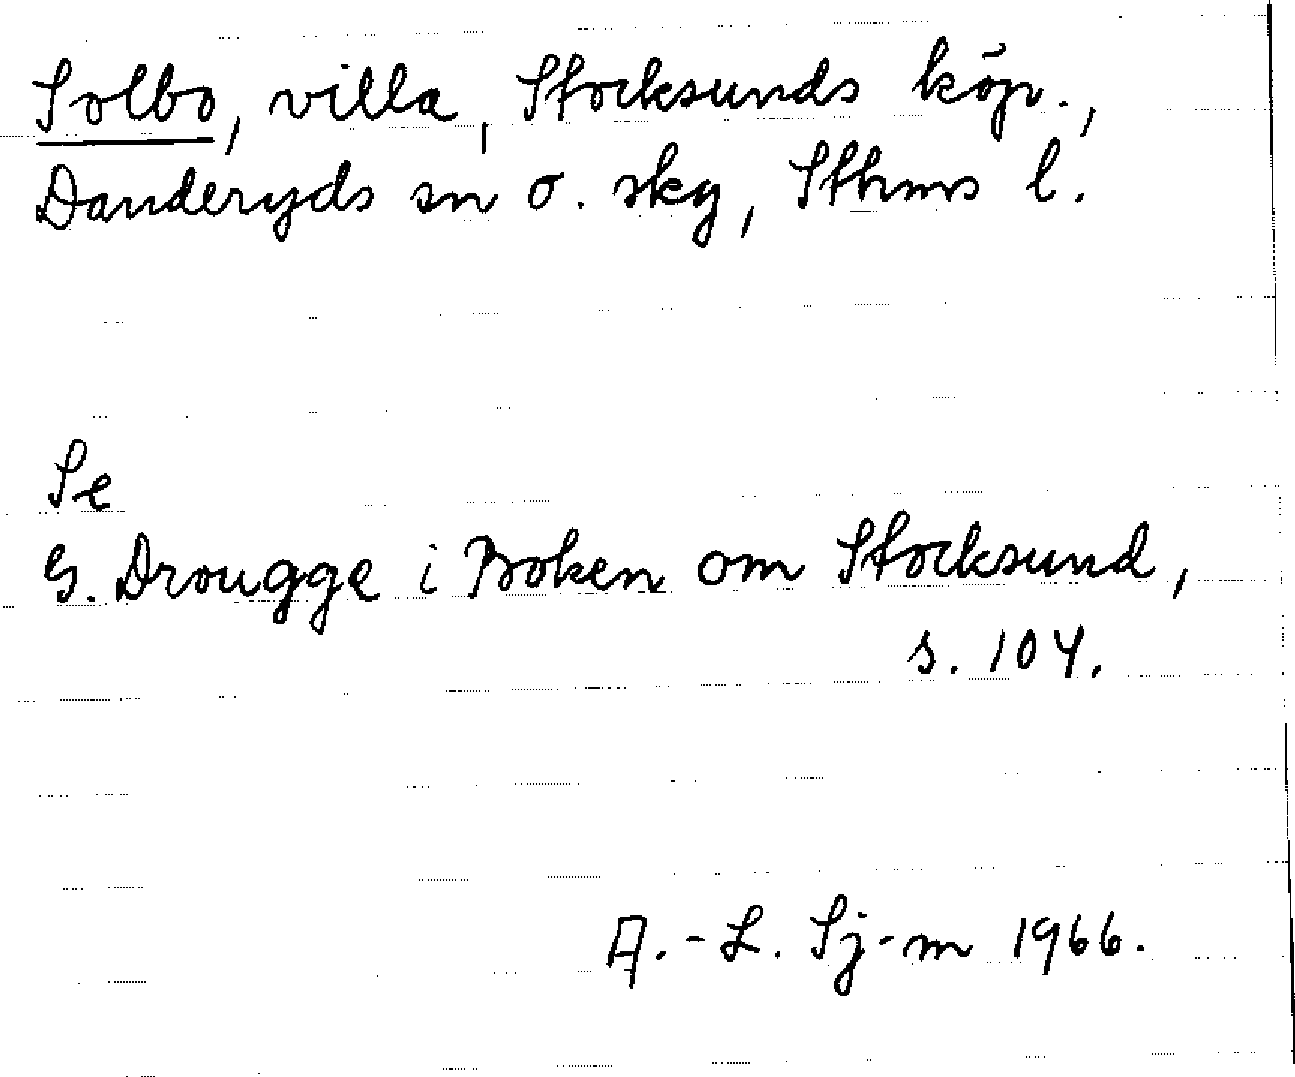 Solbo, villa, Stocksunds köp.,
Danderyds sn o. skg, Sthms l.
Se
G. Drougge i Boken om Stocksund,
s. 104.
A.-L. Sj-m 1966.